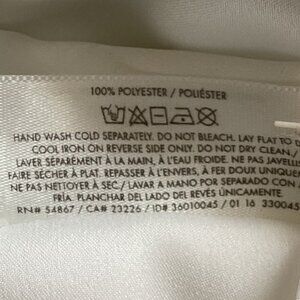 100% POLYESTER / POLIÉSTER
HAND WASH COLD SEPARATELY. DO NOT BLEACH. LAY FLAT TO D
COOL IRON ON REVERSE SIDE ONLY. DO NOT DRY CLEAN. /
LAVER SÉPARÉMENT À LA MAIN, À L'EAU FROIDE. NE PAS JAVELLIS
FAIRE SÉCHER À PLAT. REPASSER À L'ENVERS, À FER DOUX UNIQUE
NE PAS NETTOYER À SEC./ LAVAR A MANO POR SEPARADO CON
FRÍA. PLANCHAR DEL LADO DEL REVÉS ÚNICAMENTE.
RN# 54867 / CA# 23226 / ID# 36010045 / 01 16 330045